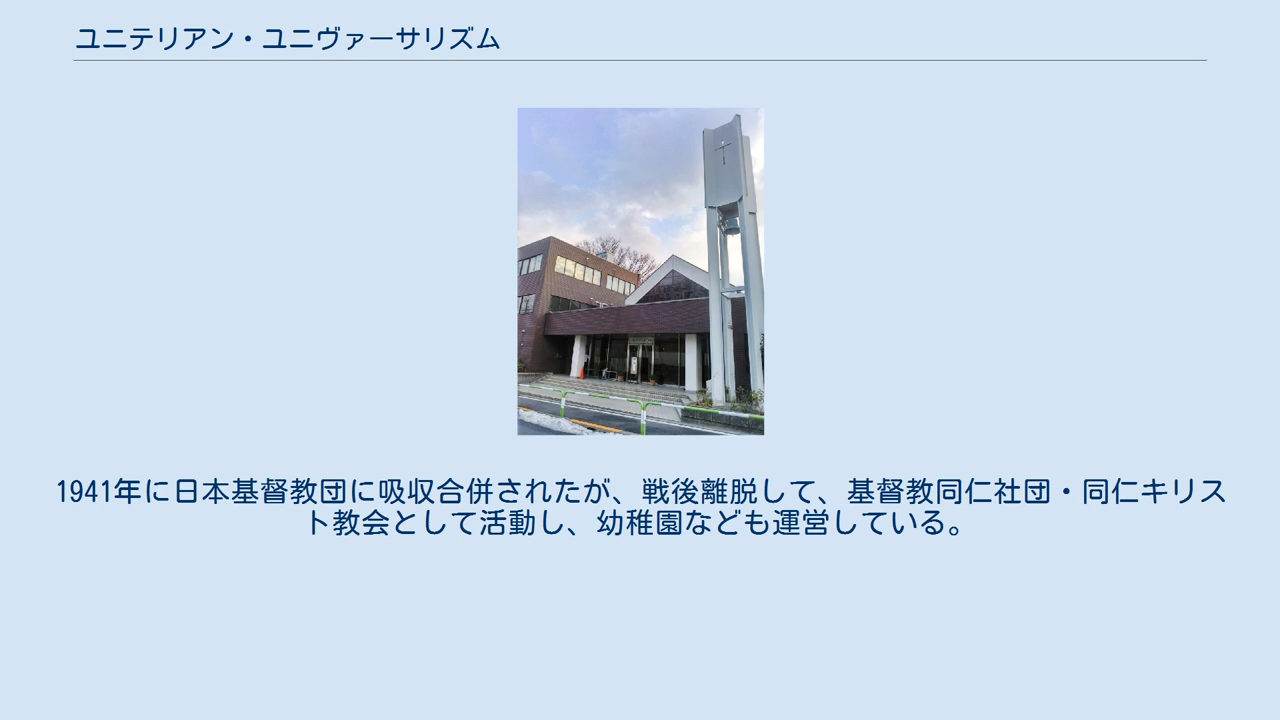 ユニテリアン・ユニヴァーサリズム
1941年に日本基督教団に吸収合併されたが、戦後離脱して、基督教同仁社団・同仁キリス
ト教会として活動し、幼稚園なども運営している。